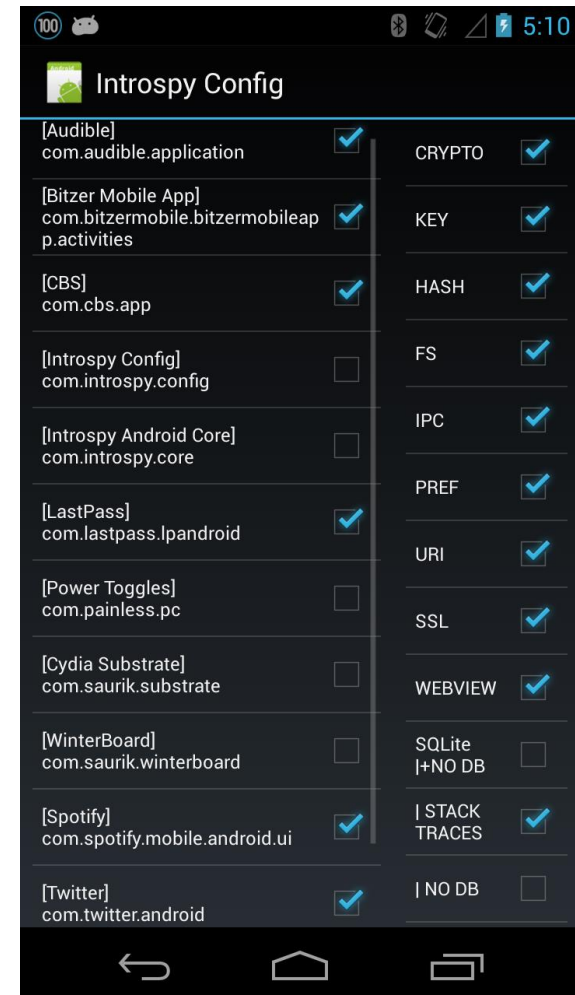 100
5:10
Android
Introspy Config
[Audible]
com.audible.application
[Bitzer Mobile App]
com.bitzermobile.bitzermobileap
p.activities
[CBS]
com.cbs.app
[Introspy Config]
com.introspy.config
[Introspy Android Core]
com.introspy.core
[LastPass]
com.lastpass.lpandroid
[Power Toggles]
com.painless.pc
[Cydia Substrate]
com.saurik.substrate
[WinterBoard]
com.saurik.winterboard
[Spotify]
com.spotify.mobile.android.ui
[Twitter]
com.twitter.android
CRYPTO
KEY
HASH
FS
IPC
PREF
URI
SSL
WEBVIEW
SQLite
|+NO DB
| STACK
TRACES
| NO DB